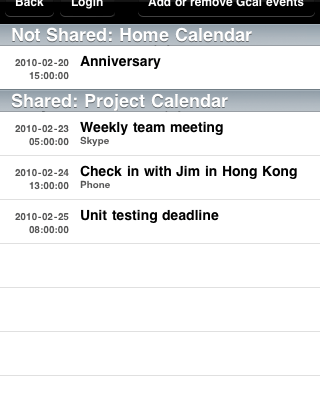 Back Login Add or remove Gcal events
Not Shared: Home Calendar
2010-02-20 Anniversary
15:00:00
Shared: Project Calendar
2010-02-23 Weekly team meeting
05:00:00 Skype
2010-02-24 Check in with Jim in Hong Kong
13:00:00 Phone
2010-02-25 Unit testing deadline
08:00:00